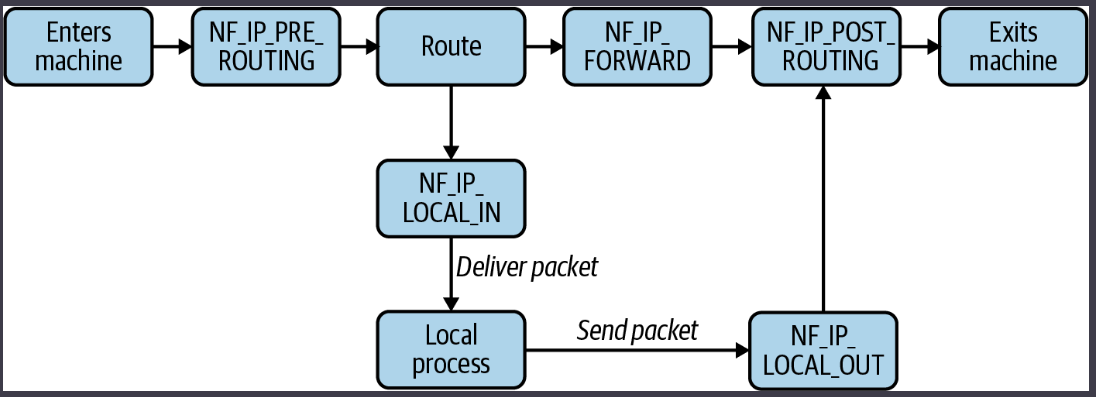 Enters
machine
NF_IP_PRE_
ROUTING
Route
NF_IP_
FORWARD
NF_IP_POST_
ROUTING
Exits
machine
NF_IP_
LOCAL_IN
Deliver packet
Local
process
Send packet
NF_IP_
LOCAL_OUT